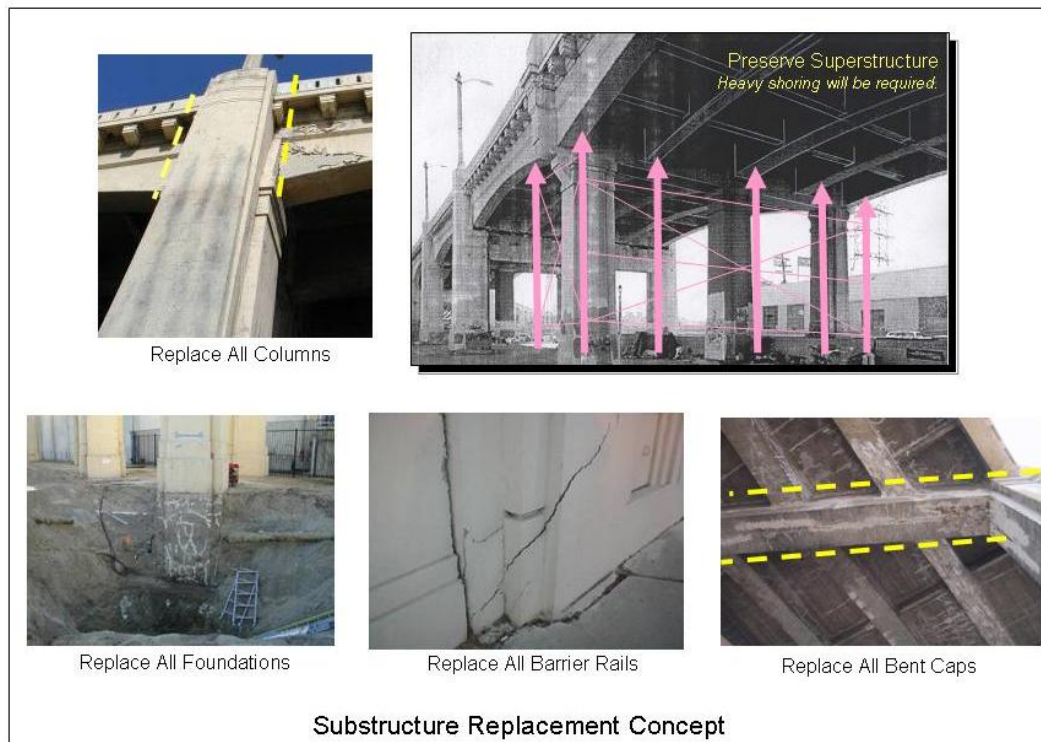 Preserve Superstructure
Heavy shoring will be required.
Replace All Columns
Replace All Foundations
Replace All Barrier Rails
Replace All Bent Caps
Substructure Replacement Concept